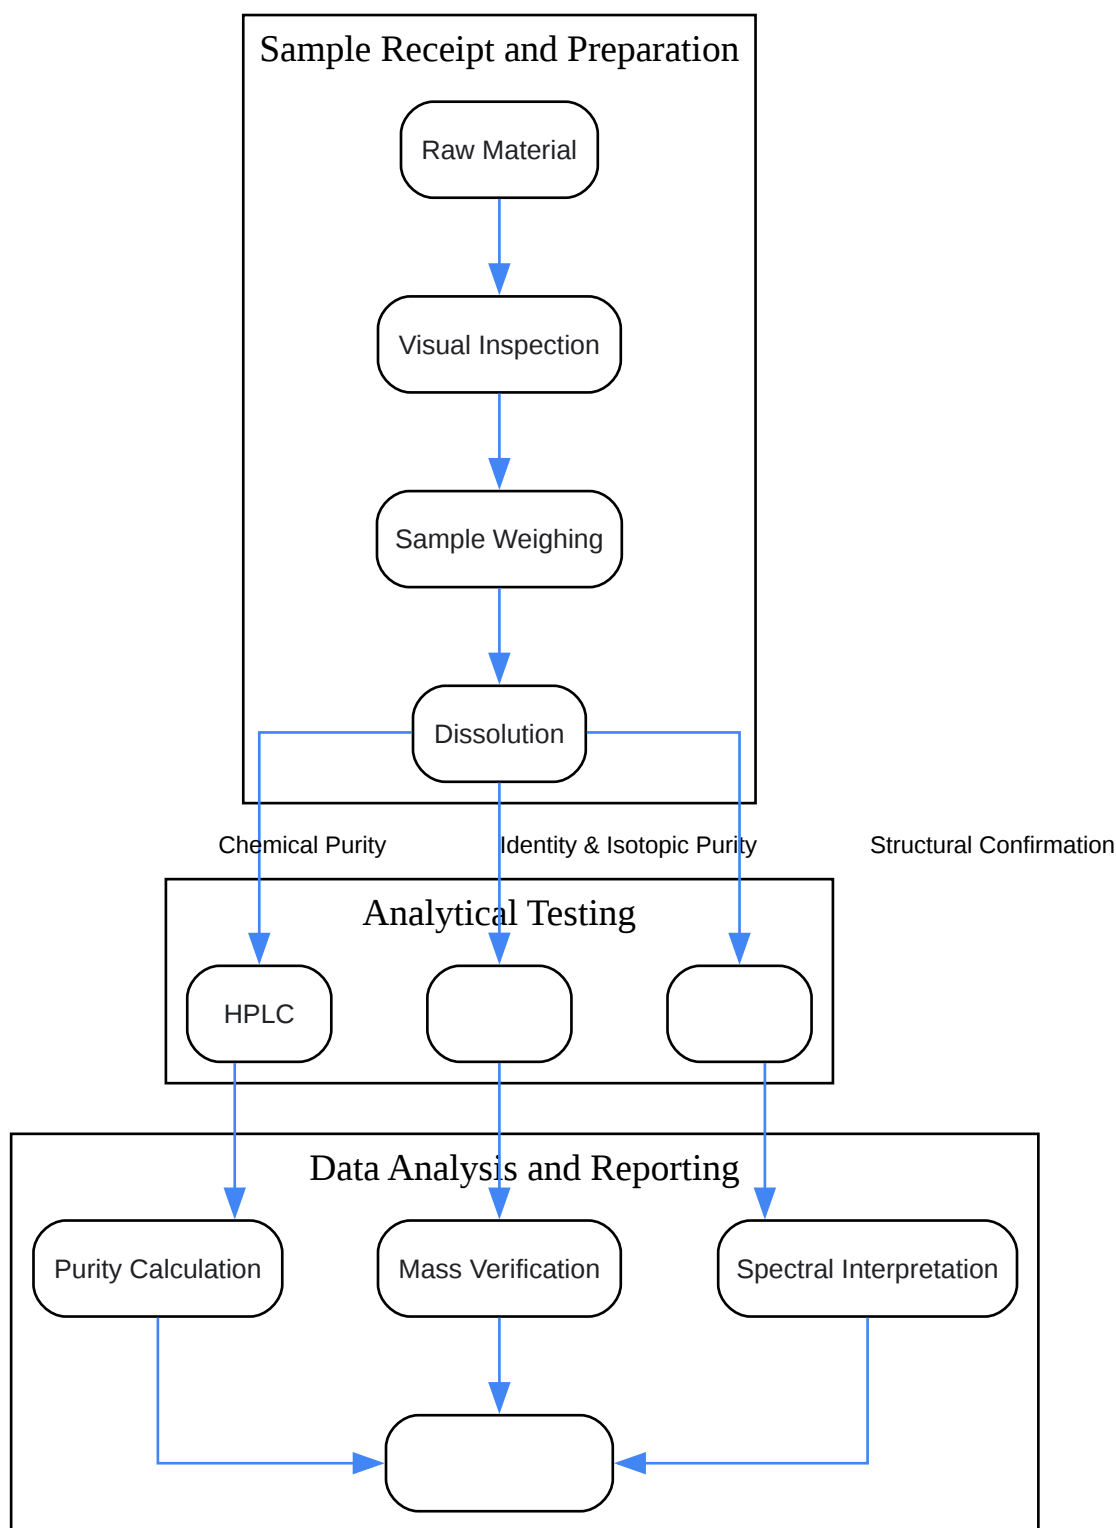 Sample Receipt and Preparation
Raw Material
Visual Inspection
Sample Weighing
Dissolution
Chemical Purity
Identity & Isotopic Purity
Structural Confirmation
Analytical Testing
HPLC
Data Analysis and Reporting
Purity Calculation
Mass Verification
Spectral Interpretation